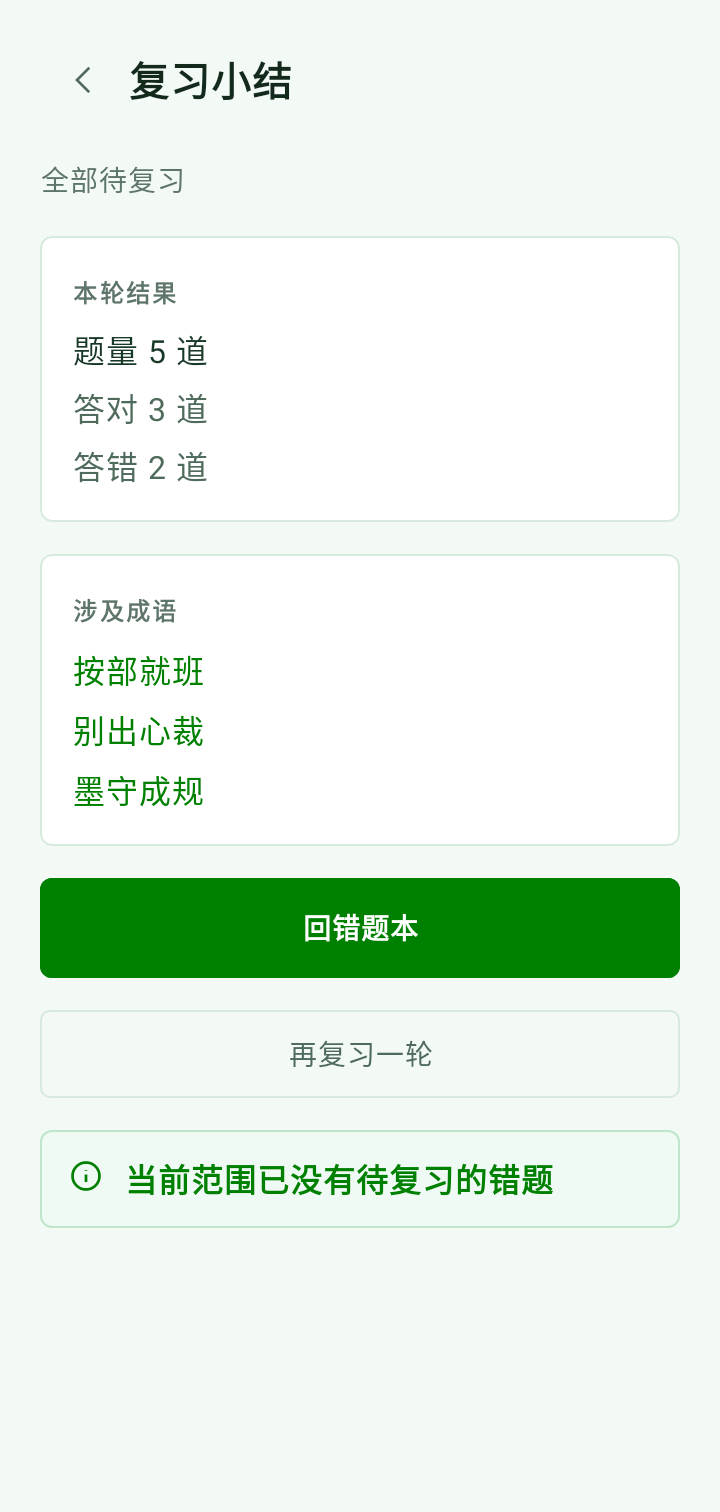 复习小结
全部待复习
本轮结果
题量 5 道
答对 3 道
答错 2 道
涉及成语
按部就班
别出心裁
墨守成规
回错题本
再复习一轮
当前范围已没有待复习的错题